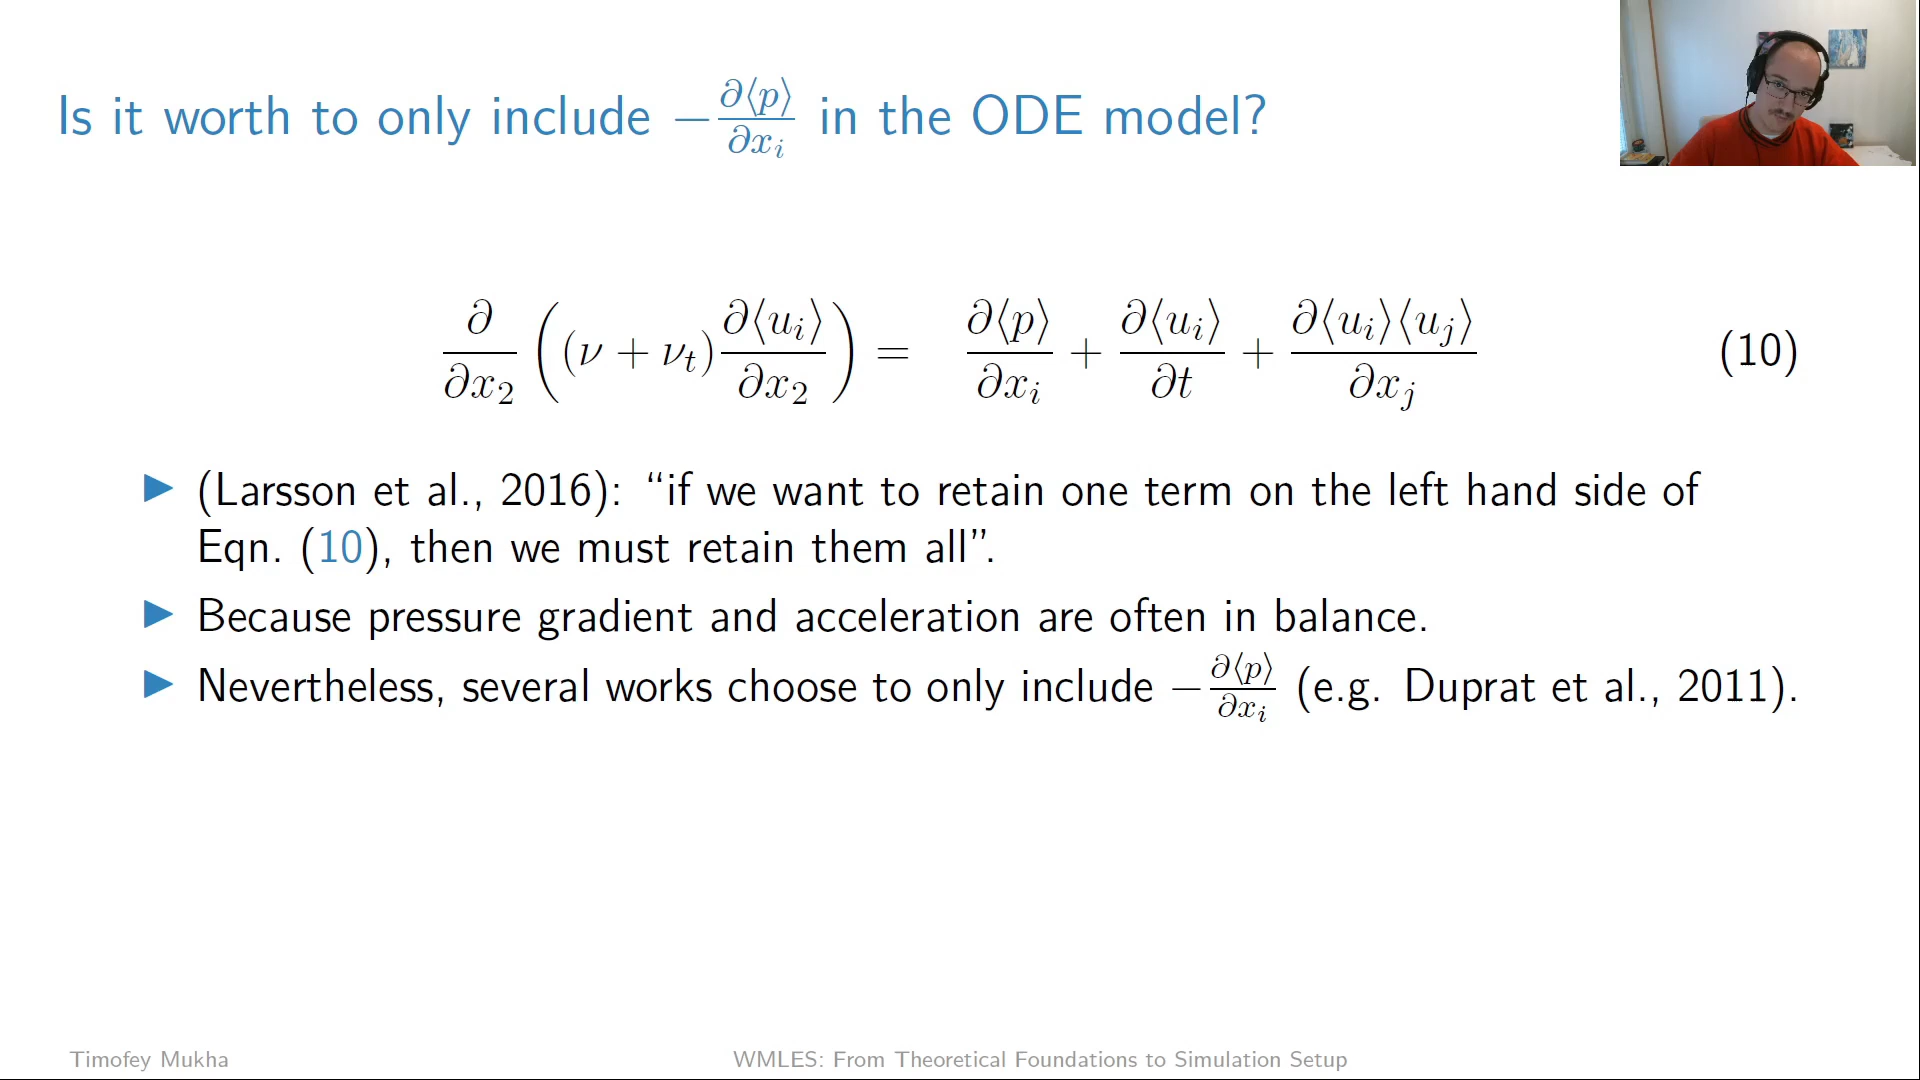 Is it worth to only include −∂⟨p⟩/∂xᵢ in the ODE model?
∂/∂x₂ ((ν + νₜ) ∂⟨uᵢ⟩/∂x₂) = ∂⟨p⟩/∂xᵢ + ∂⟨uᵢ⟩/∂t + ∂⟨uᵢ⟩⟨uⱼ⟩/∂xⱼ (10)
▶ (Larsson et al., 2016): “if we want to retain one term on the left hand side of
Eqn. (10), then we must retain them all”.
▶ Because pressure gradient and acceleration are often in balance.
▶ Nevertheless, several works choose to only include −∂⟨p⟩/∂xᵢ (e.g. Duprat et al., 2011).
Timofey Mukha WMLES: From Theoretical Foundations to Simulation Setup